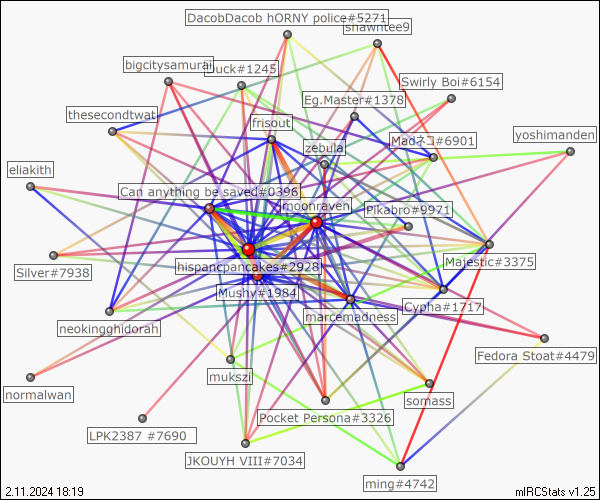 DacobDacob hORNY police#5271
shawntee9
bigcitysamurai
Duck#1245
Swirly Boi#6154
Eg.Master#1378
thesecondtwat
frisout
Madネコ#6901
yoshimanden
zebula
eliakith
Can anything be saved#0396
moonraven
Pikabro#9971
Majestic#3375
Silver#7938
hispanicpancakes#2928
Mushy#1984
Cypha#1717
marcemadness
neokingghidorah
Fedora Stoat#4479
mukszi
normalwan
somass
Pocket Persona#3326
LPK2387 #7690
JKOUYH VIII#7034
ming#4742
2.11.2024 18:19
mIRCStats v1.25